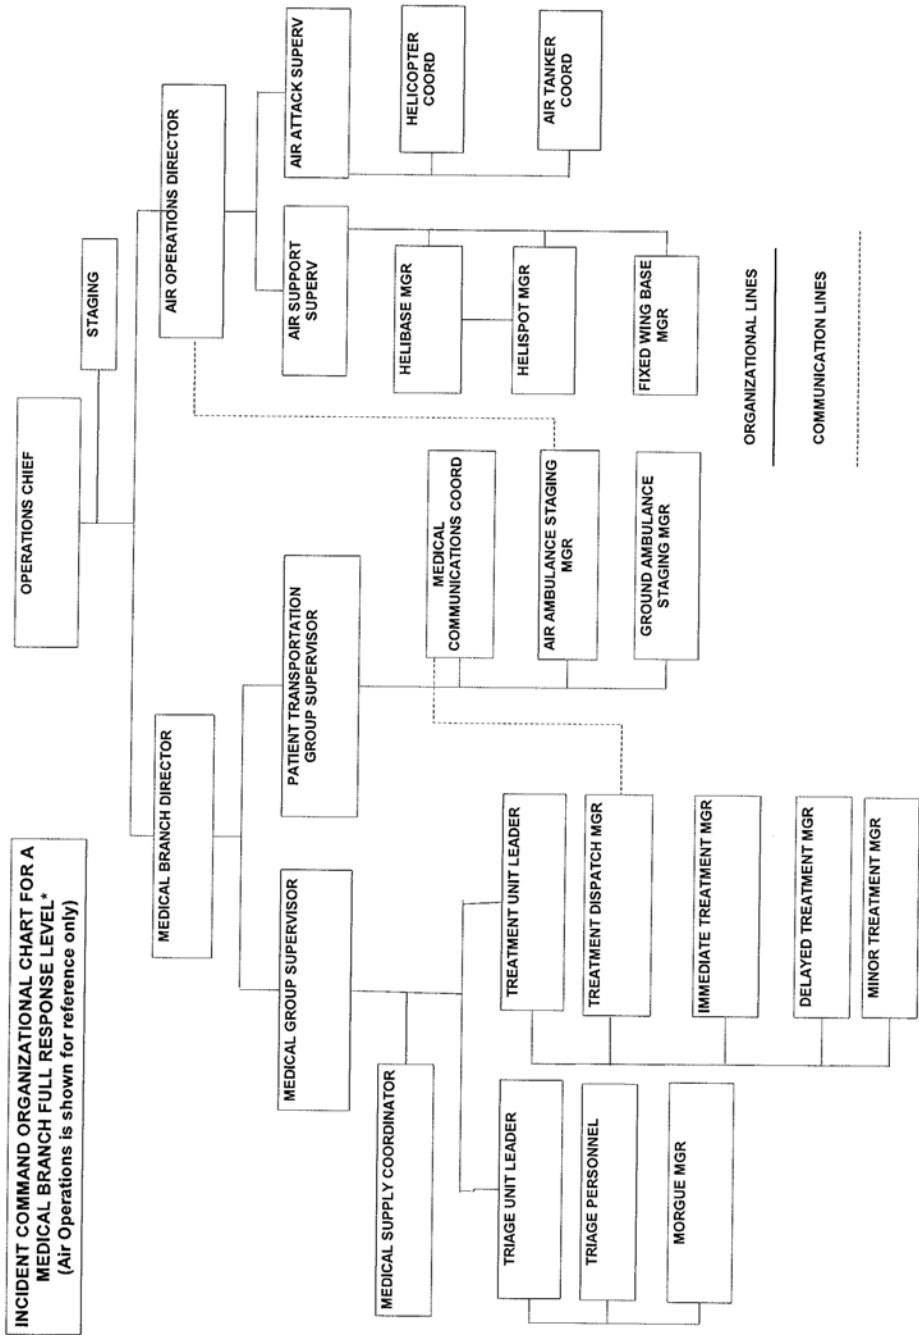 INCIDENT COMMAND ORGANIZATIONAL CHART FOR A
MEDICAL BRANCH FULL RESPONSE LEVEL*
(Air Operations is shown for reference only)
OPERATIONS CHIEF
STAGING
MEDICAL BRANCH DIRECTOR
AIR OPERATIONS DIRECTOR
MEDICAL GROUP SUPERVISOR
PATIENT TRANSPORTATION
GROUP SUPERVISOR
AIR SUPPORT
SUPERV
AIR ATTACK SUPERV
MEDICAL SUPPLY COORDINATOR
MEDICAL
COMMUNICATIONS COORD
HELIBASE MGR
HELICOPTER
COORD
TRIAGE UNIT LEADER
TREATMENT UNIT LEADER
AIR AMBULANCE STAGING
MGR
HELISPOT MGR
AIR TANKER
COORD
TRIAGE PERSONNEL
TREATMENT DISPATCH MGR
GROUND AMBULANCE
STAGING MGR
FIXED WING BASE
MGR
MORGUE MGR
IMMEDIATE TREATMENT MGR
DELAYED TREATMENT MGR
MINOR TREATMENT MGR
ORGANIZATIONAL LINES
COMMUNICATION LINES